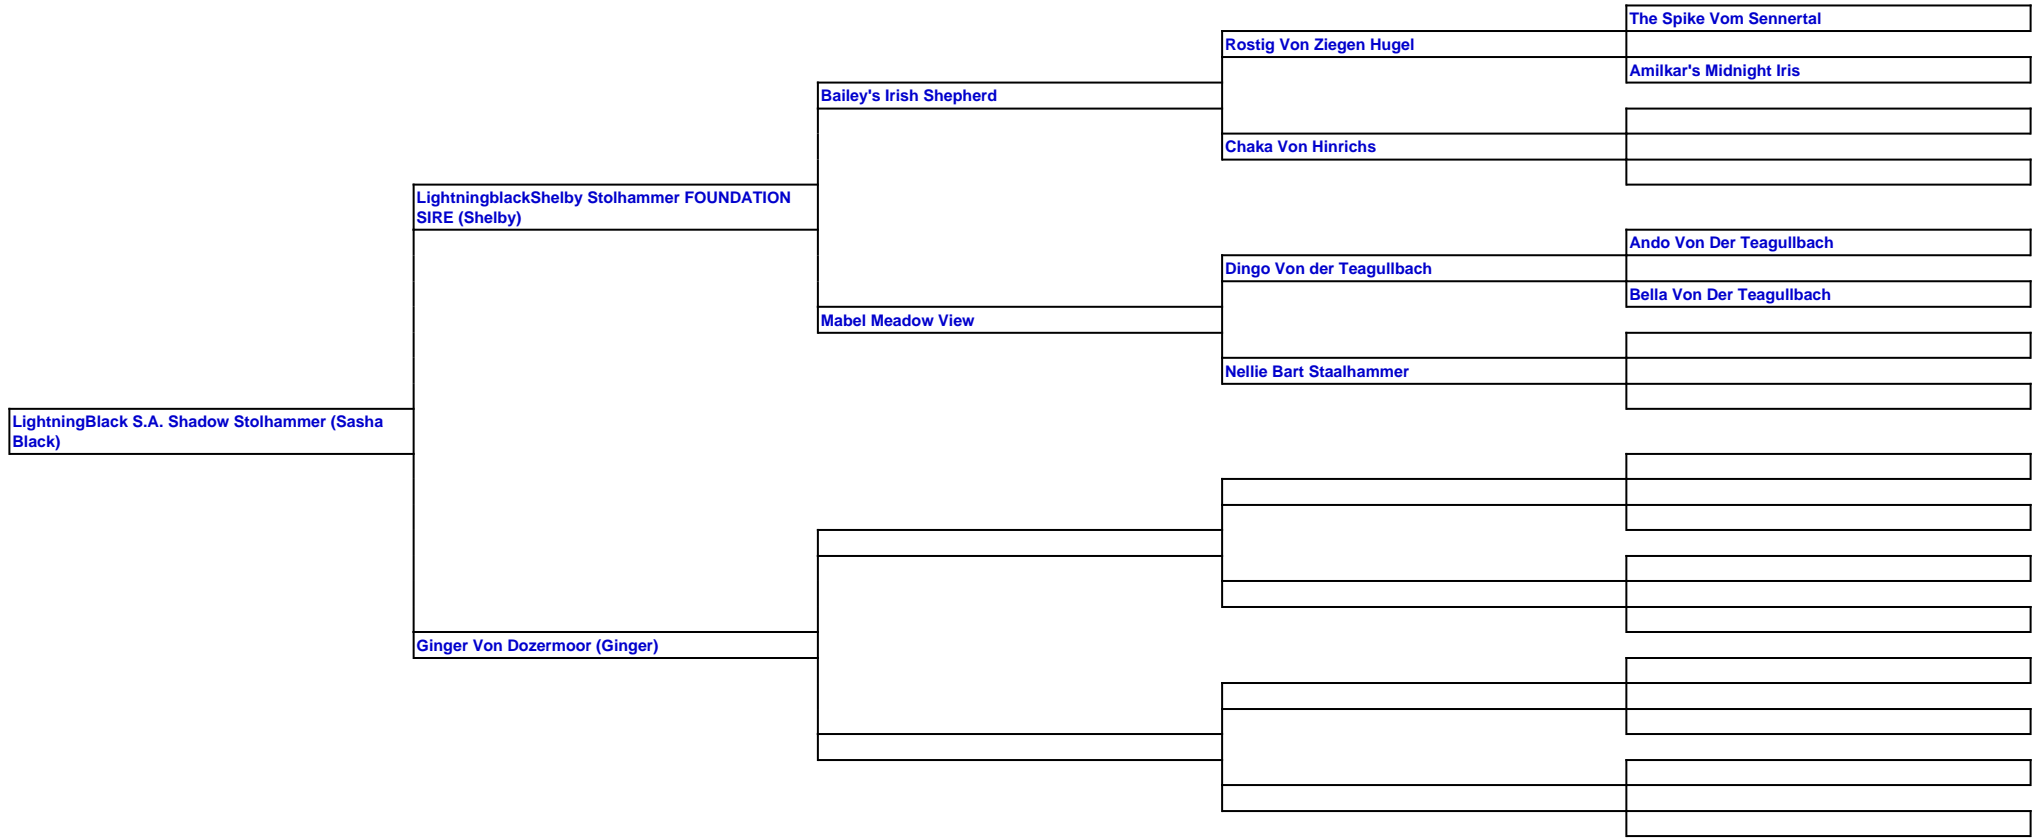 The Spike Vom Sennertal
Rostig Von Ziegen Hugel
Amilkar's Midnight Iris
Bailey's Irish Shepherd
Chaka Von Hinrichs
LightningblackShelby Stolhammer FOUNDATION
SIRE (Shelby)
Ando Von Der Teagullbach
Dingo Von der Teagullbach
Bella Von Der Teagullbach
Mabel Meadow View
Nellie Bart Staalhammer
LightningBlack S.A. Shadow Stolhammer (Sasha
Black)
Ginger Von Dozermoor (Ginger)